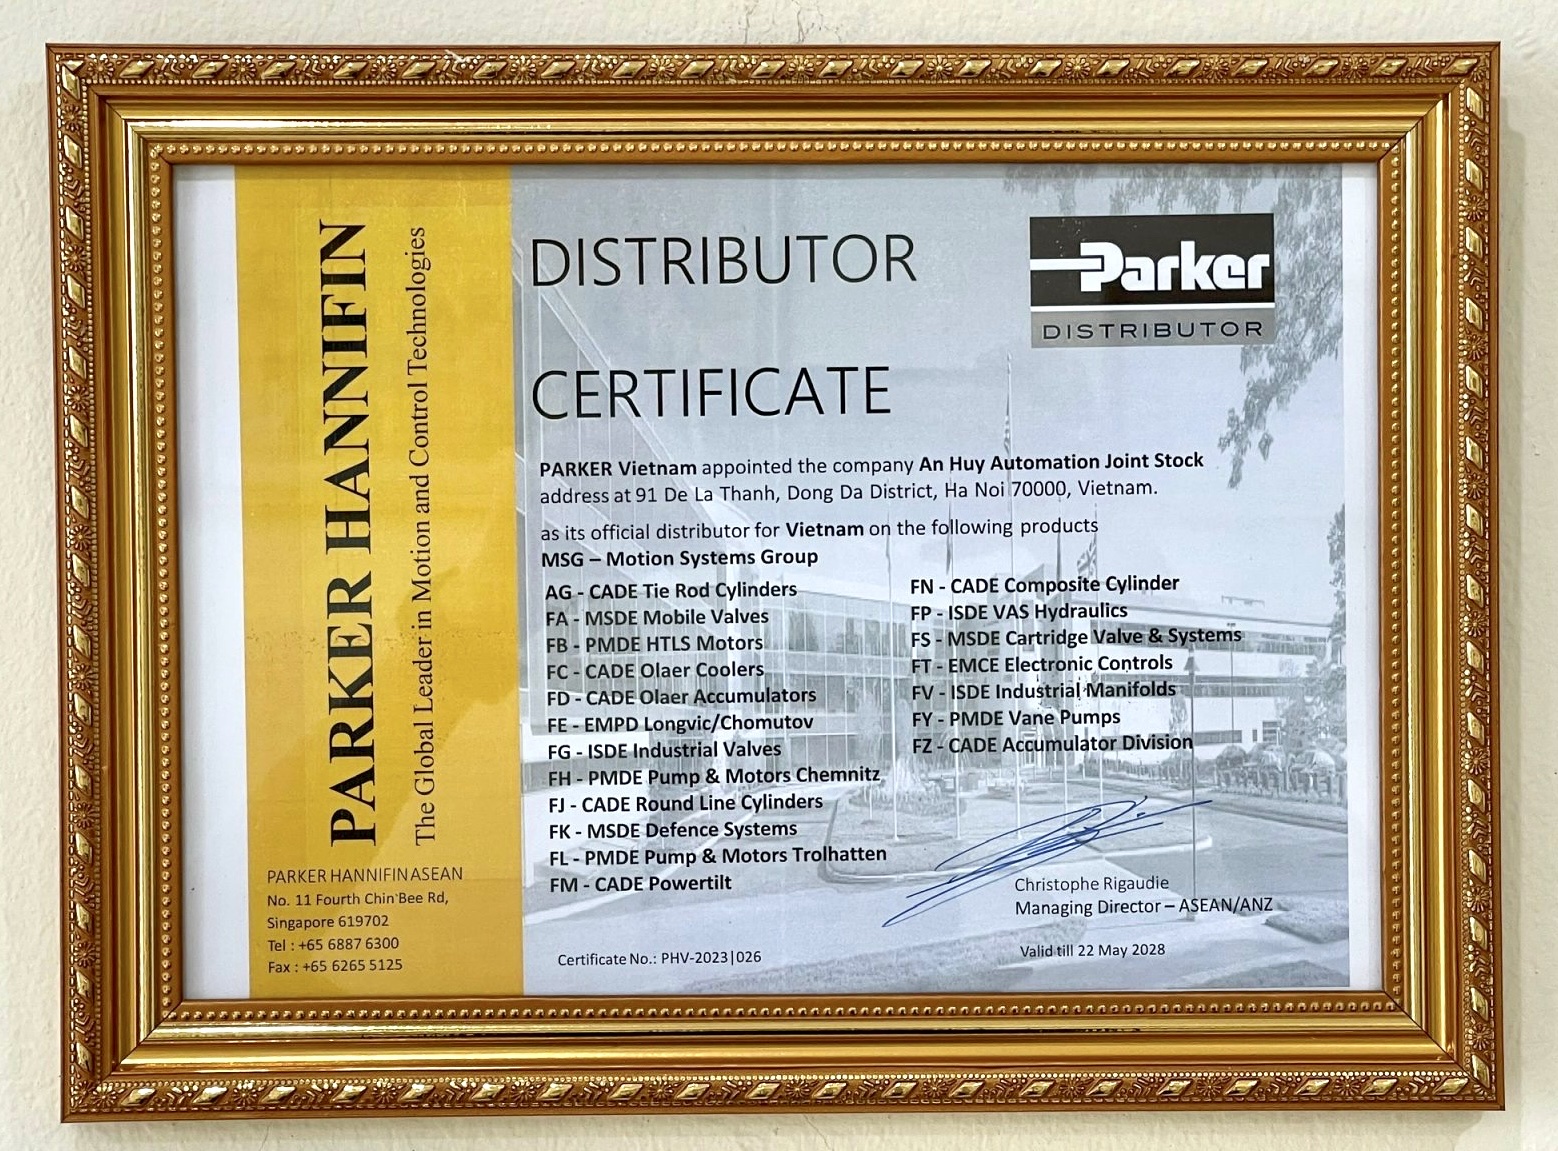 PARKER HANNIFIN
The Global Leader in Motion and Control Technologies
PARKER HANNIFIN ASEAN
No. 11 Fourth Chin Bee Rd,
Singapore 619702
Tel : +65 6887 6300
Fax : +65 6265 5125
DISTRIBUTOR
CERTIFICATE
Parker
DISTRIBUTOR
PARKER Vietnam appointed the company An Huy Automation Joint Stock
address at 91 De La Thanh, Dong Da District, Ha Noi 70000, Vietnam.
as its official distributor for Vietnam on the following products
MSG – Motion Systems Group
AG - CADE Tie Rod Cylinders
FA - MSDE Mobile Valves
FB - PMDE HTLS Motors
FC - CADE Olaer Coolers
FD - CADE Olaer Accumulators
FE - EMPD Longvic/Chomutov
FG - ISDE Industrial Valves
FH - PMDE Pump & Motors Chemnitz
FJ - CADE Round Line Cylinders
FK - MSDE Defence Systems
FL - PMDE Pump & Motors Trolhatten
FM - CADE Powertilt
FN - CADE Composite Cylinder
FP - ISDE VAS Hydraulics
FS - MSDE Cartridge Valve & Systems
FT - EMCE Electronic Controls
FV - ISDE Industrial Manifolds
FY - PMDE Vane Pumps
FZ - CADE Accumulator Division
Christophe Rigaudie
Managing Director – ASEAN/ANZ
Certificate No.: PHV-2023|026
Valid till 22 May 2028